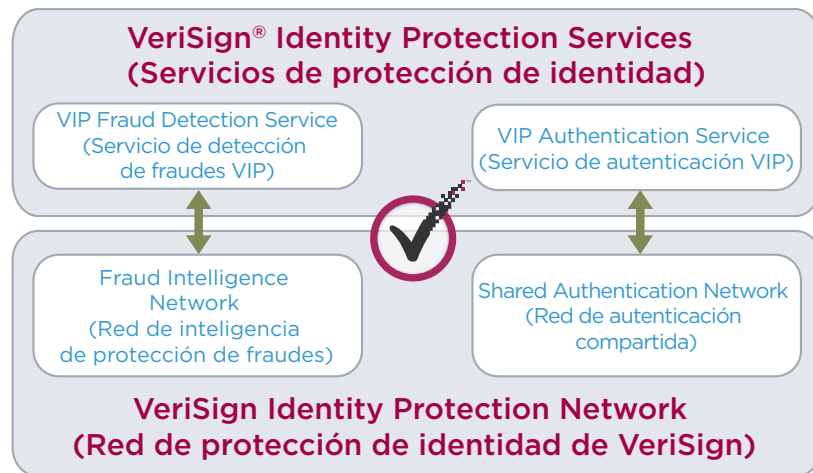 VeriSign® Identity Protection Services
(Servicios de protección de identidad)
VIP Fraud Detection Service
(Servicio de detección
de fraudes VIP)
VIP Authentication Service
(Servicio de autenticación VIP)
Fraud Intelligence
Network
(Red de inteligencia
de protección de fraudes)
Shared Authentication Network
(Red de autenticación
compartida)
VeriSign Identity Protection Network
(Red de protección de identidad de VeriSign)